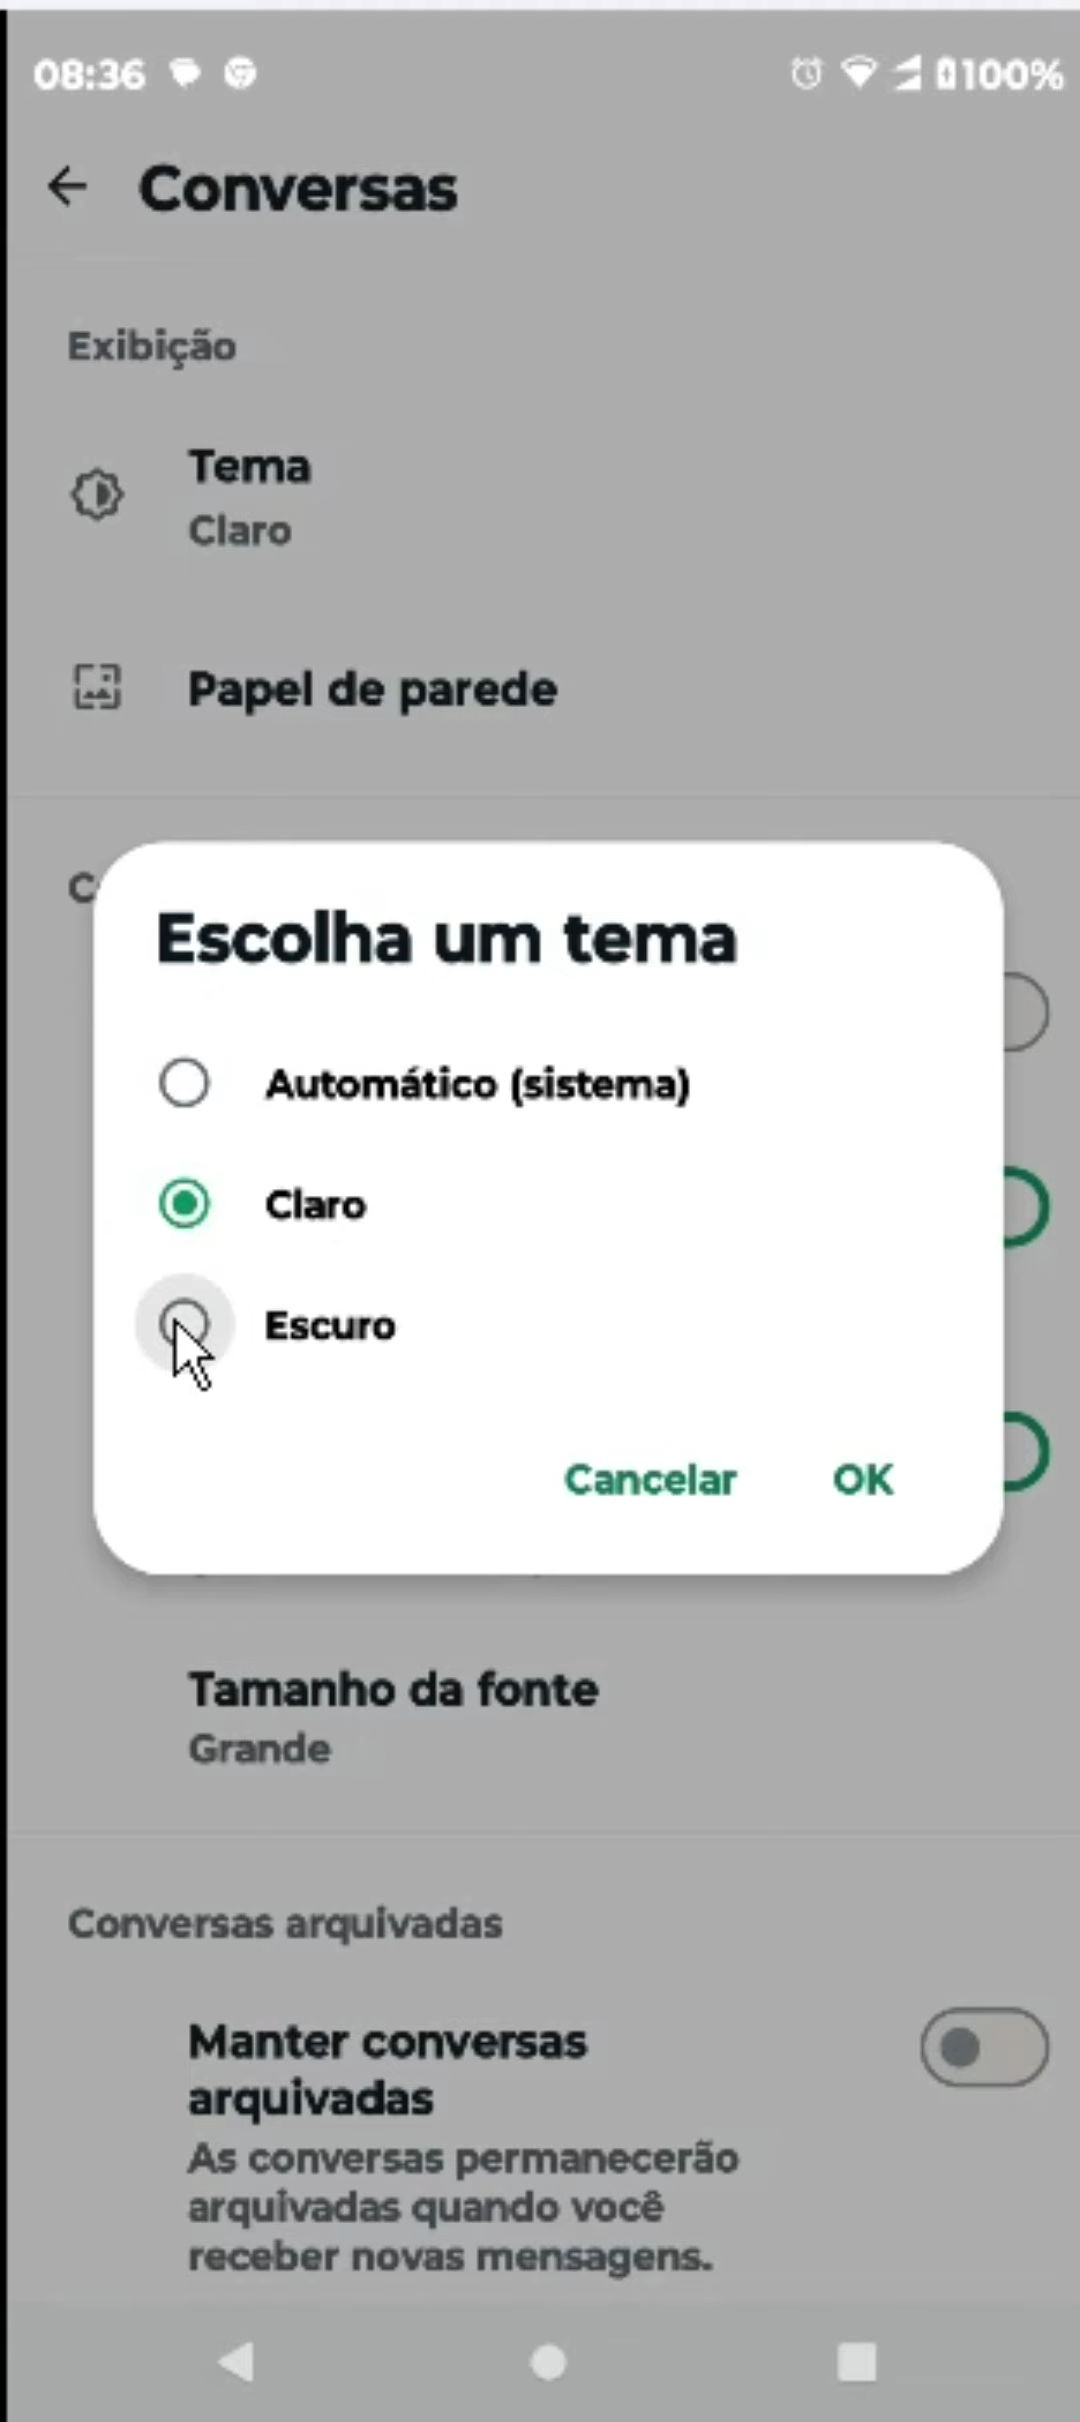 08:36 100%
Conversas
Exibição
Tema
Claro
Papel de parede
C
Escolha um tema
Automático (sistema)
Claro
Escuro
Cancelar OK
Tamanho da fonte
Grande
Conversas arquivadas
Manter conversas
arquivadas
As conversas permanecerão
arquivadas quando você
receber novas mensagens.